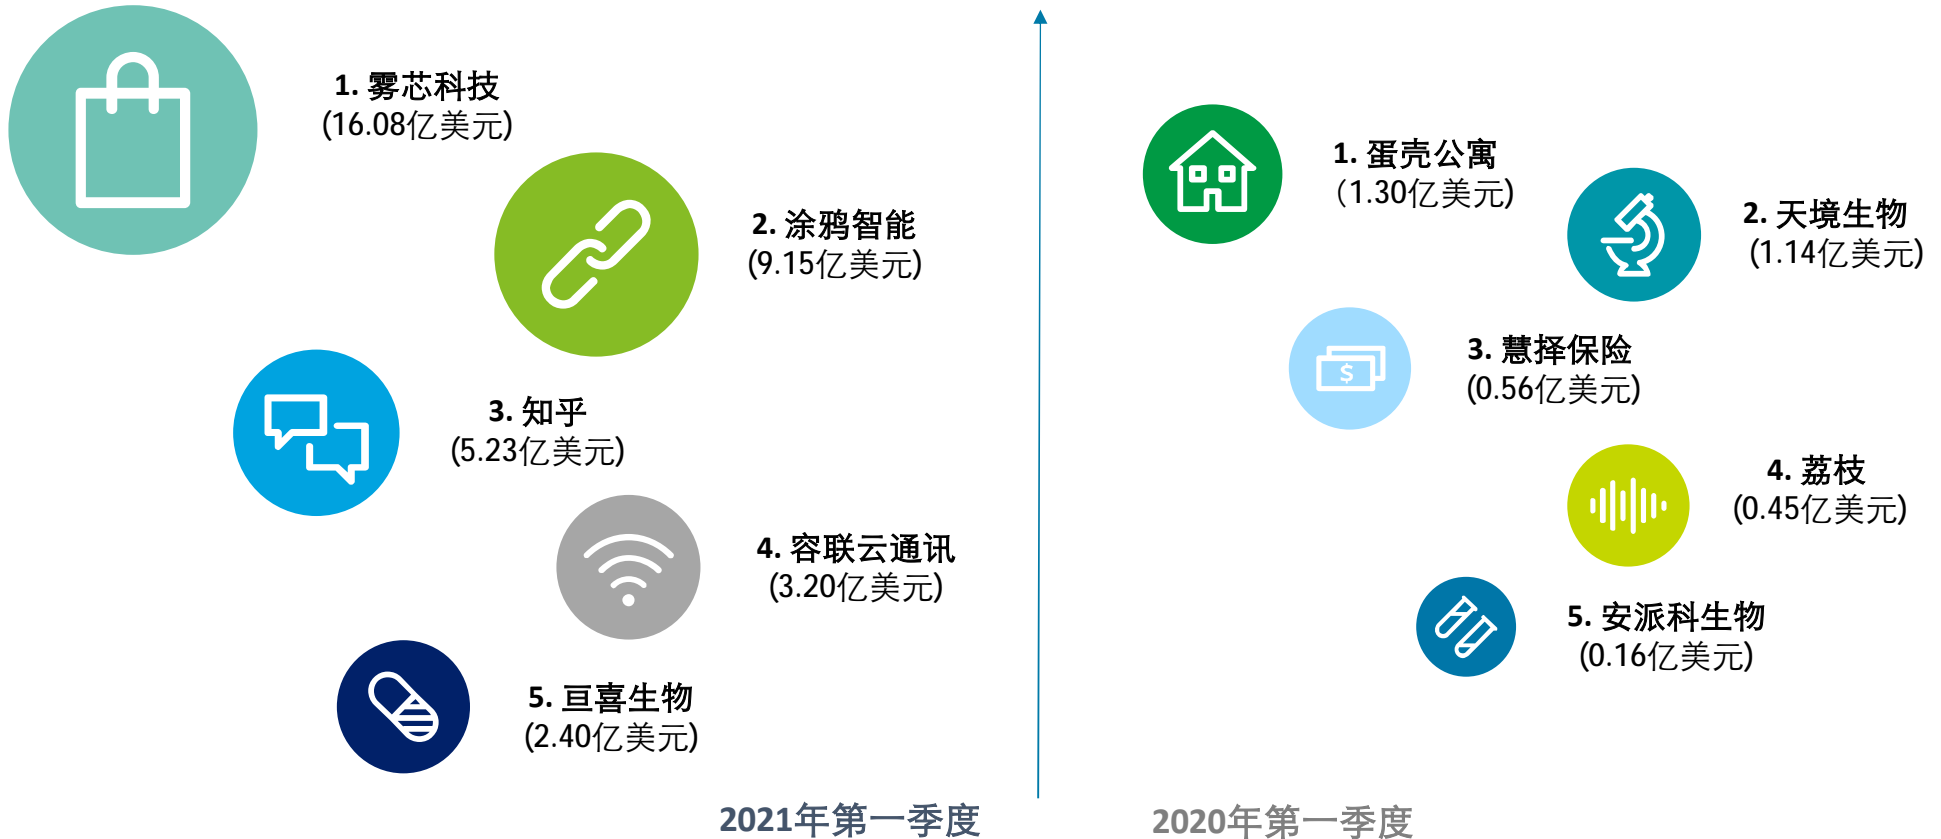 1. 雾芯科技
(16.08亿美元)
2. 涂鸦智能
(9.15亿美元)
3. 知乎
(5.23亿美元)
4. 容联云通讯
(3.20亿美元)
5. 亘喜生物
(2.40亿美元)
2021年第一季度
1. 蛋壳公寓
(1.30亿美元)
2. 天境生物
(1.14亿美元)
3. 慧择保险
(0.56亿美元)
$
4. 荔枝
(0.45亿美元)
5. 安派科生物
(0.16亿美元)
2020年第一季度